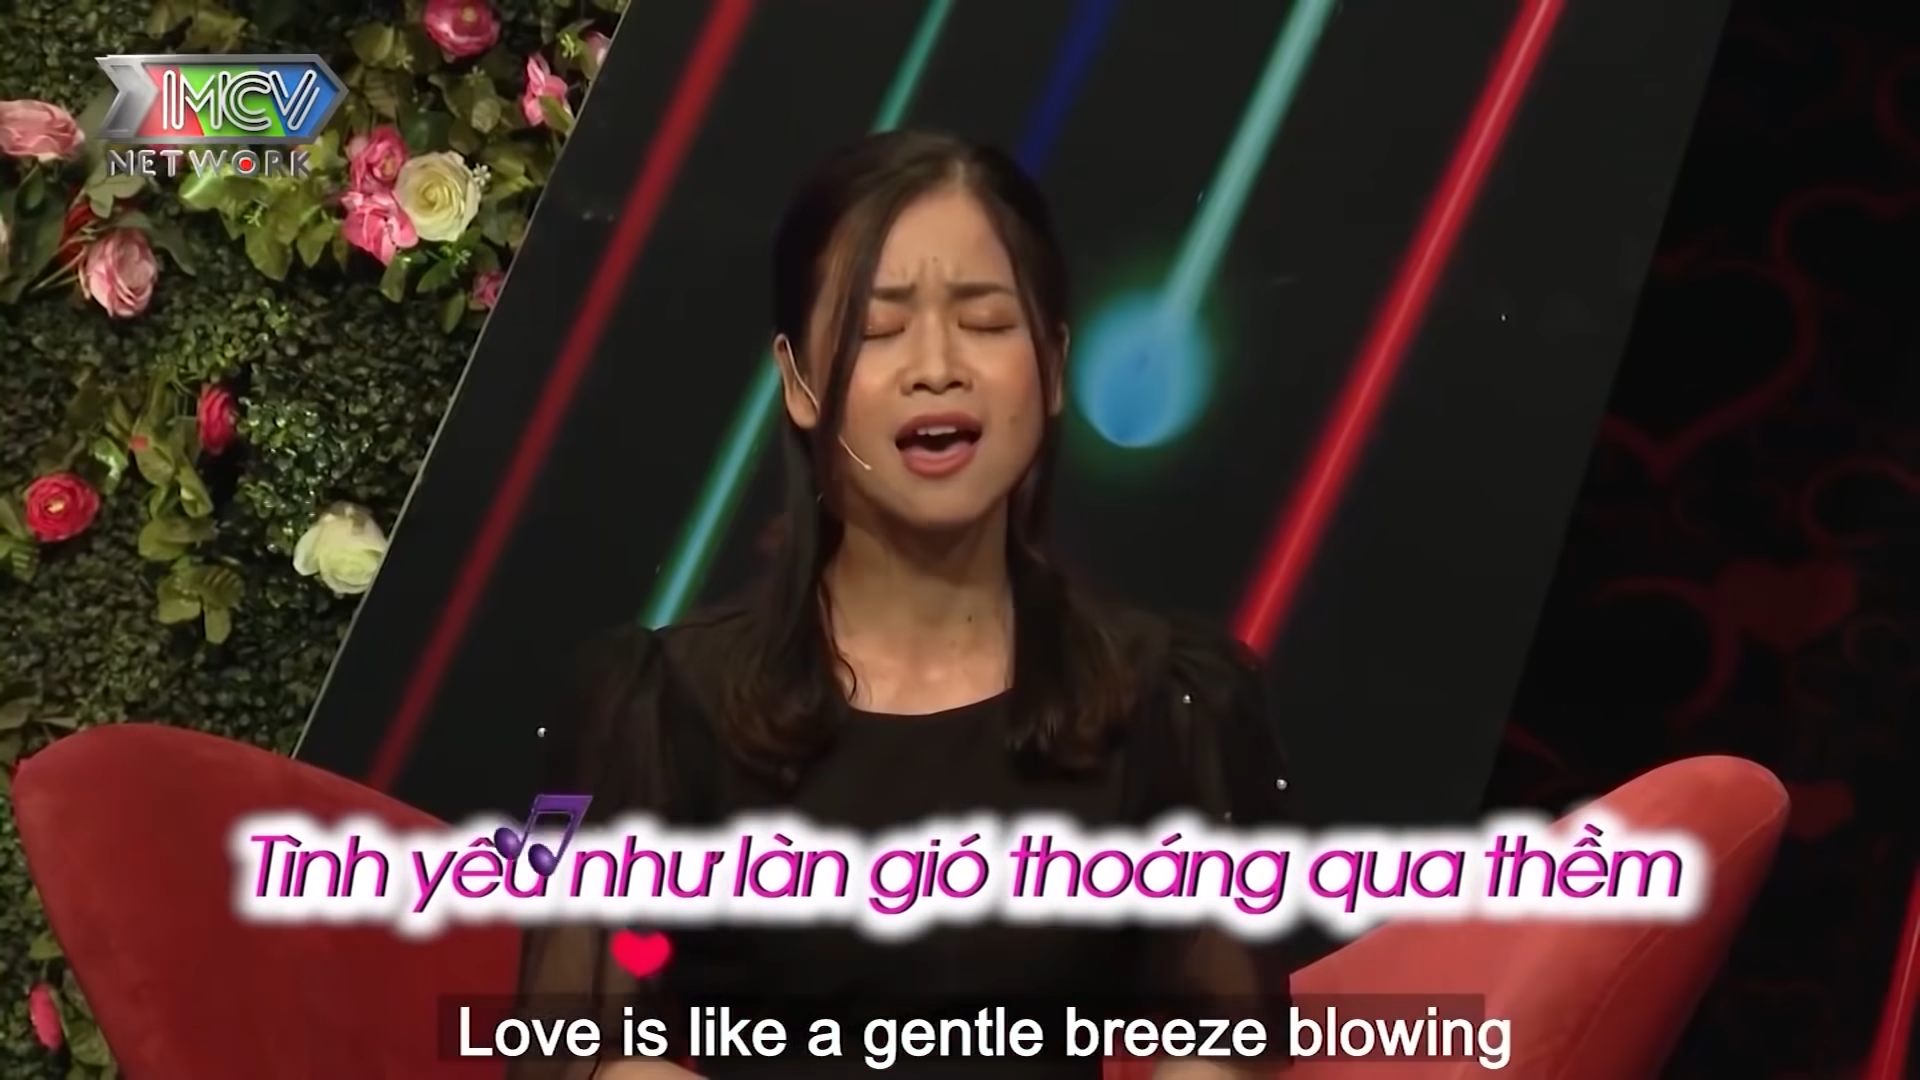 MCV
NETWORK
Tình yêu như làn gió thoáng qua thềm
Love is like a gentle breeze blowing